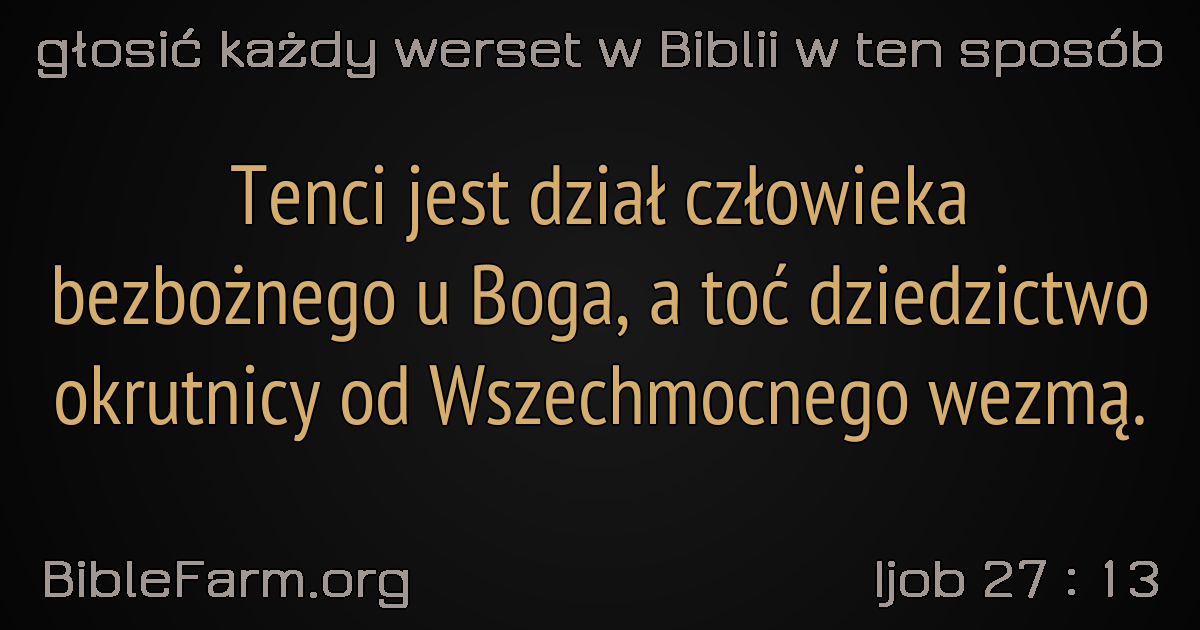 głosić każdy werset w Biblii w ten sposób
Tenci jest dział człowieka
bezbożnego u Boga, a toć dziedzictwo
okrutnicy od Wszechmocnego wezmą.
BibleFarm.org
Ijob 27 : 13